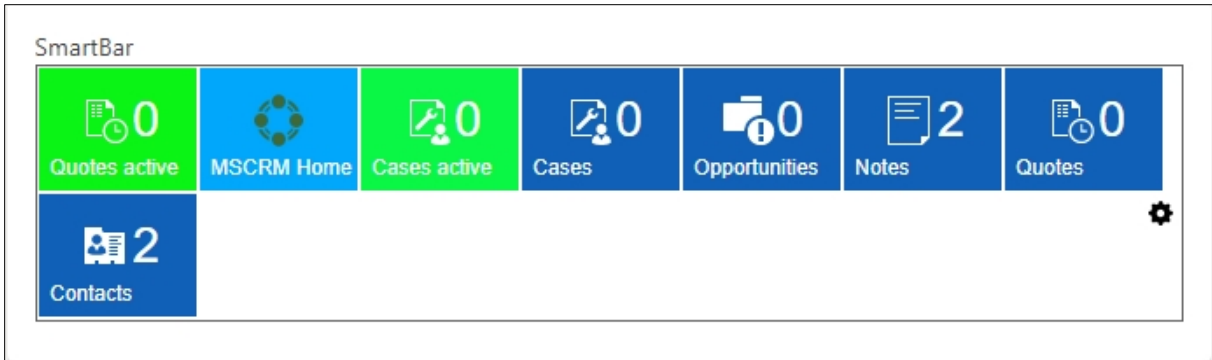 SmartBar
0 0 0 0 2 0
Quotes active MSCRM Home Cases active Cases Opportunities Notes Quotes
2
Contacts